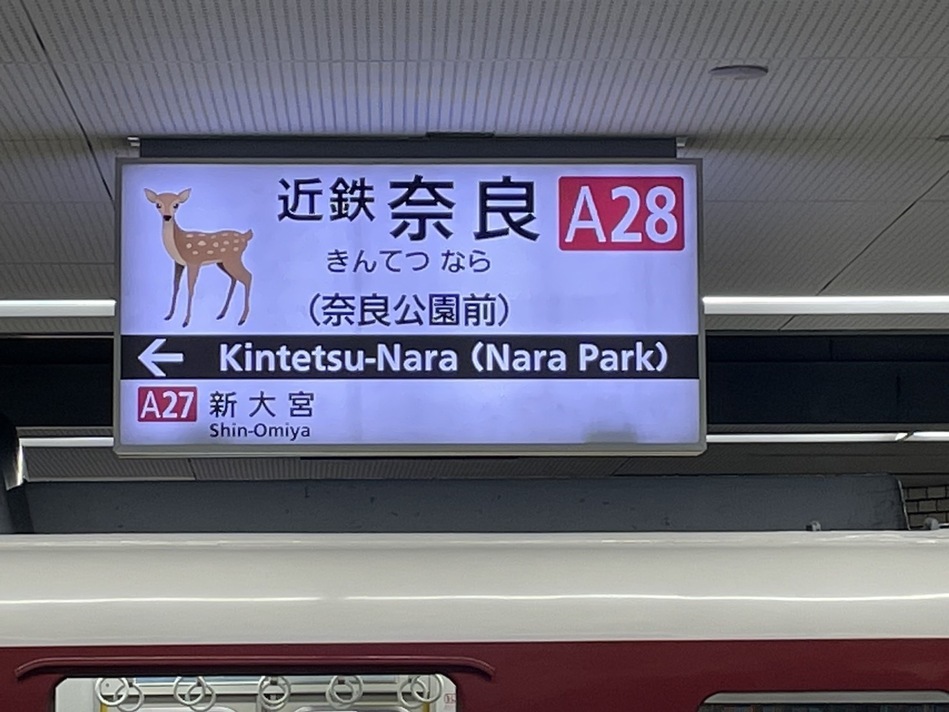 近鉄 奈良 A28
きんてつ なら
(奈良公園前)
← Kintetsu-Nara (Nara Park)
A27 新大宮
Shin-Omiya